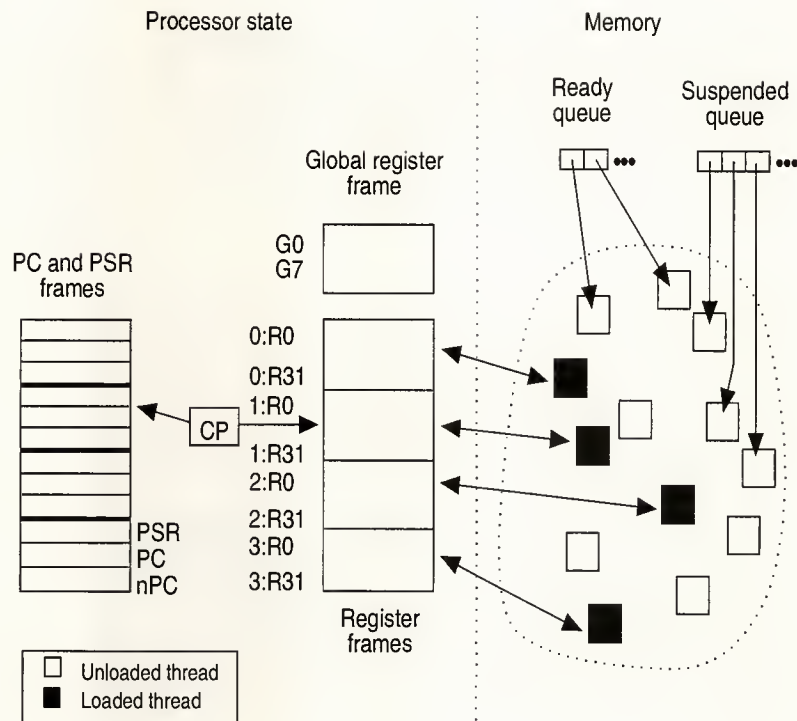 Processor state
Memory
Ready
queue
Suspended
queue
Global register
frame
G0
G7
PC and PSR
frames
0:R0
0:R31
1:R0
CP
1:R31
2:R0
2:R31
3:R0
3:R31
PSR
PC
nPC
Register
frames
Unloaded thread
Loaded thread